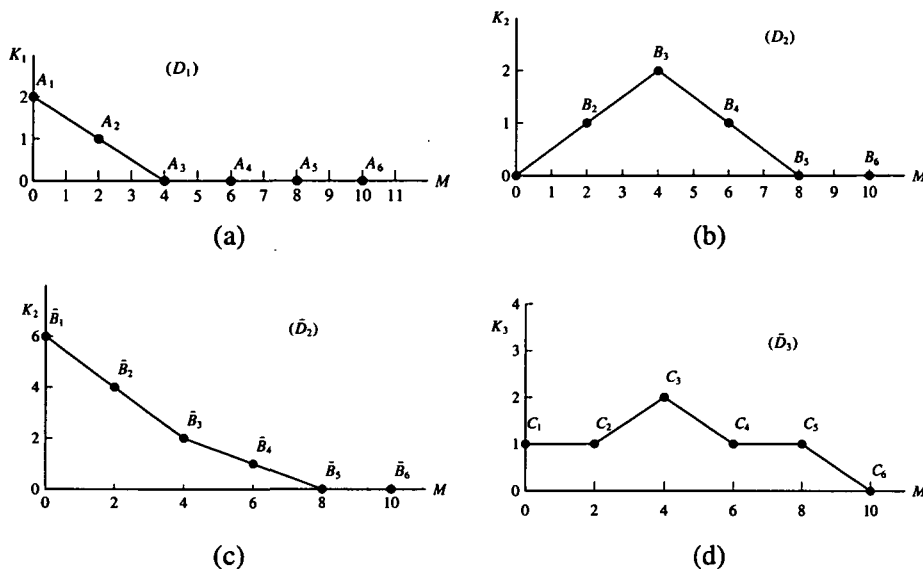 K₁
(D₁)
A₁
2
A₂
1
A₃ A₄ A₅ A₆
0
M
0 1 2 3 4 5 6 7 8 9 10 11
(a)
K₂
(D₂)
B₃
2
B₂ B₄
1
B₅ B₆
0
M
0 1 2 3 4 5 6 7 8 10
(b)
K₂
B̄₁
(D̄₂)
6
B̄₂
4
B̄₃
2
B̄₄
B̄₅ B̄₆
0
M
0 2 4 6 8 10
(c)
4
K₃
(D̄₃)
3
C₃
2
C₁ C₂ C₄ C₅
1
C₆
0
M
0 2 4 6 8 10
(d)